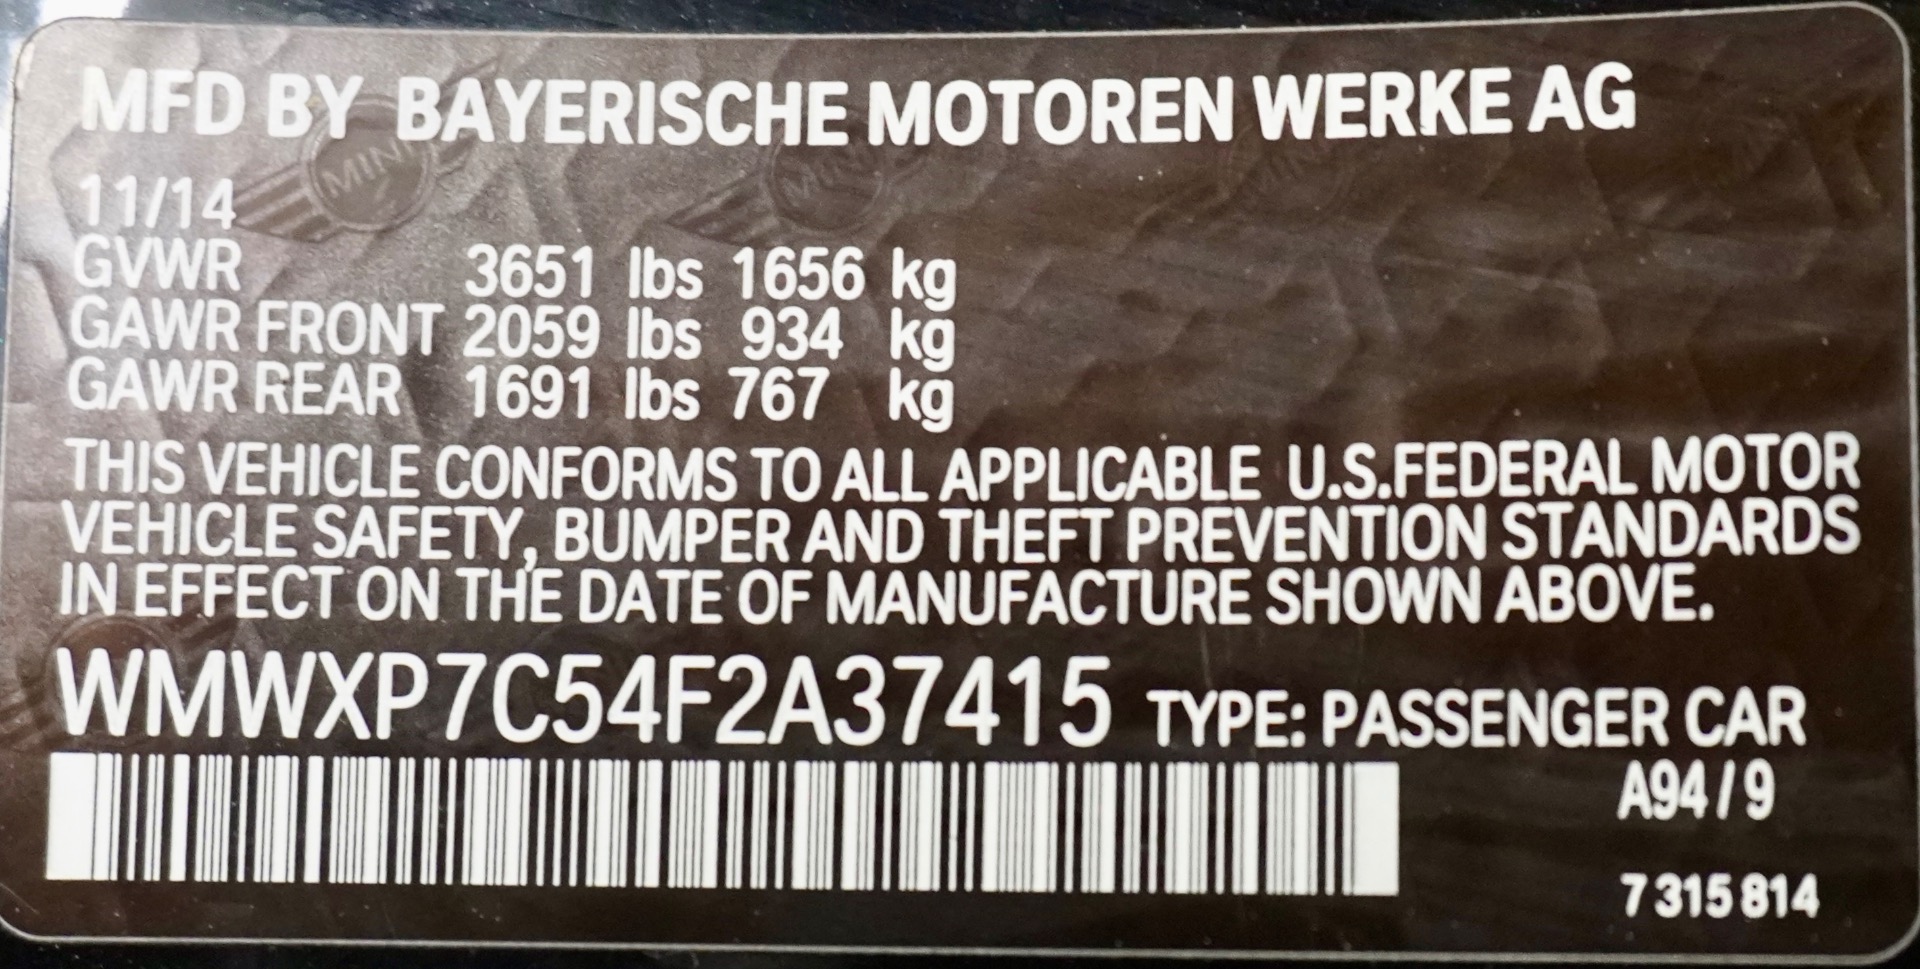 MFD BY BAYERISCHE MOTOREN WERKE AG
11/14
GVWR 3651 lbs 1656 kg
GAWR FRONT 2059 lbs 934 kg
GAWR REAR 1691 lbs 767 kg
THIS VEHICLE CONFORMS TO ALL APPLICABLE U.S.FEDERAL MOTOR
VEHICLE SAFETY, BUMPER AND THEFT PREVENTION STANDARDS
IN EFFECT ON THE DATE OF MANUFACTURE SHOWN ABOVE.
WMWXP7C54F2A37415 TYPE: PASSENGER CAR
A94/9
7 315 814
MINI
MINI
MINI